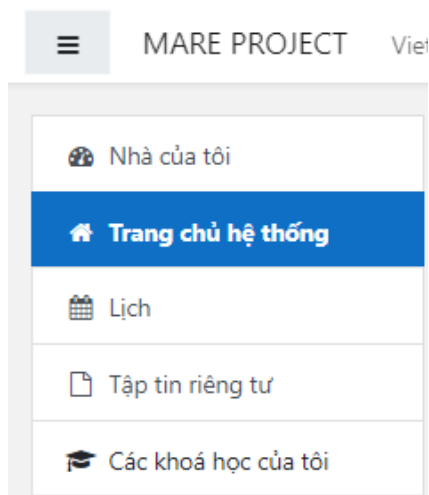 MARE PROJECT Viet
Nhà của tôi
Trang chủ hệ thống
Lịch
Tập tin riêng tư
Các khoá học của tôi